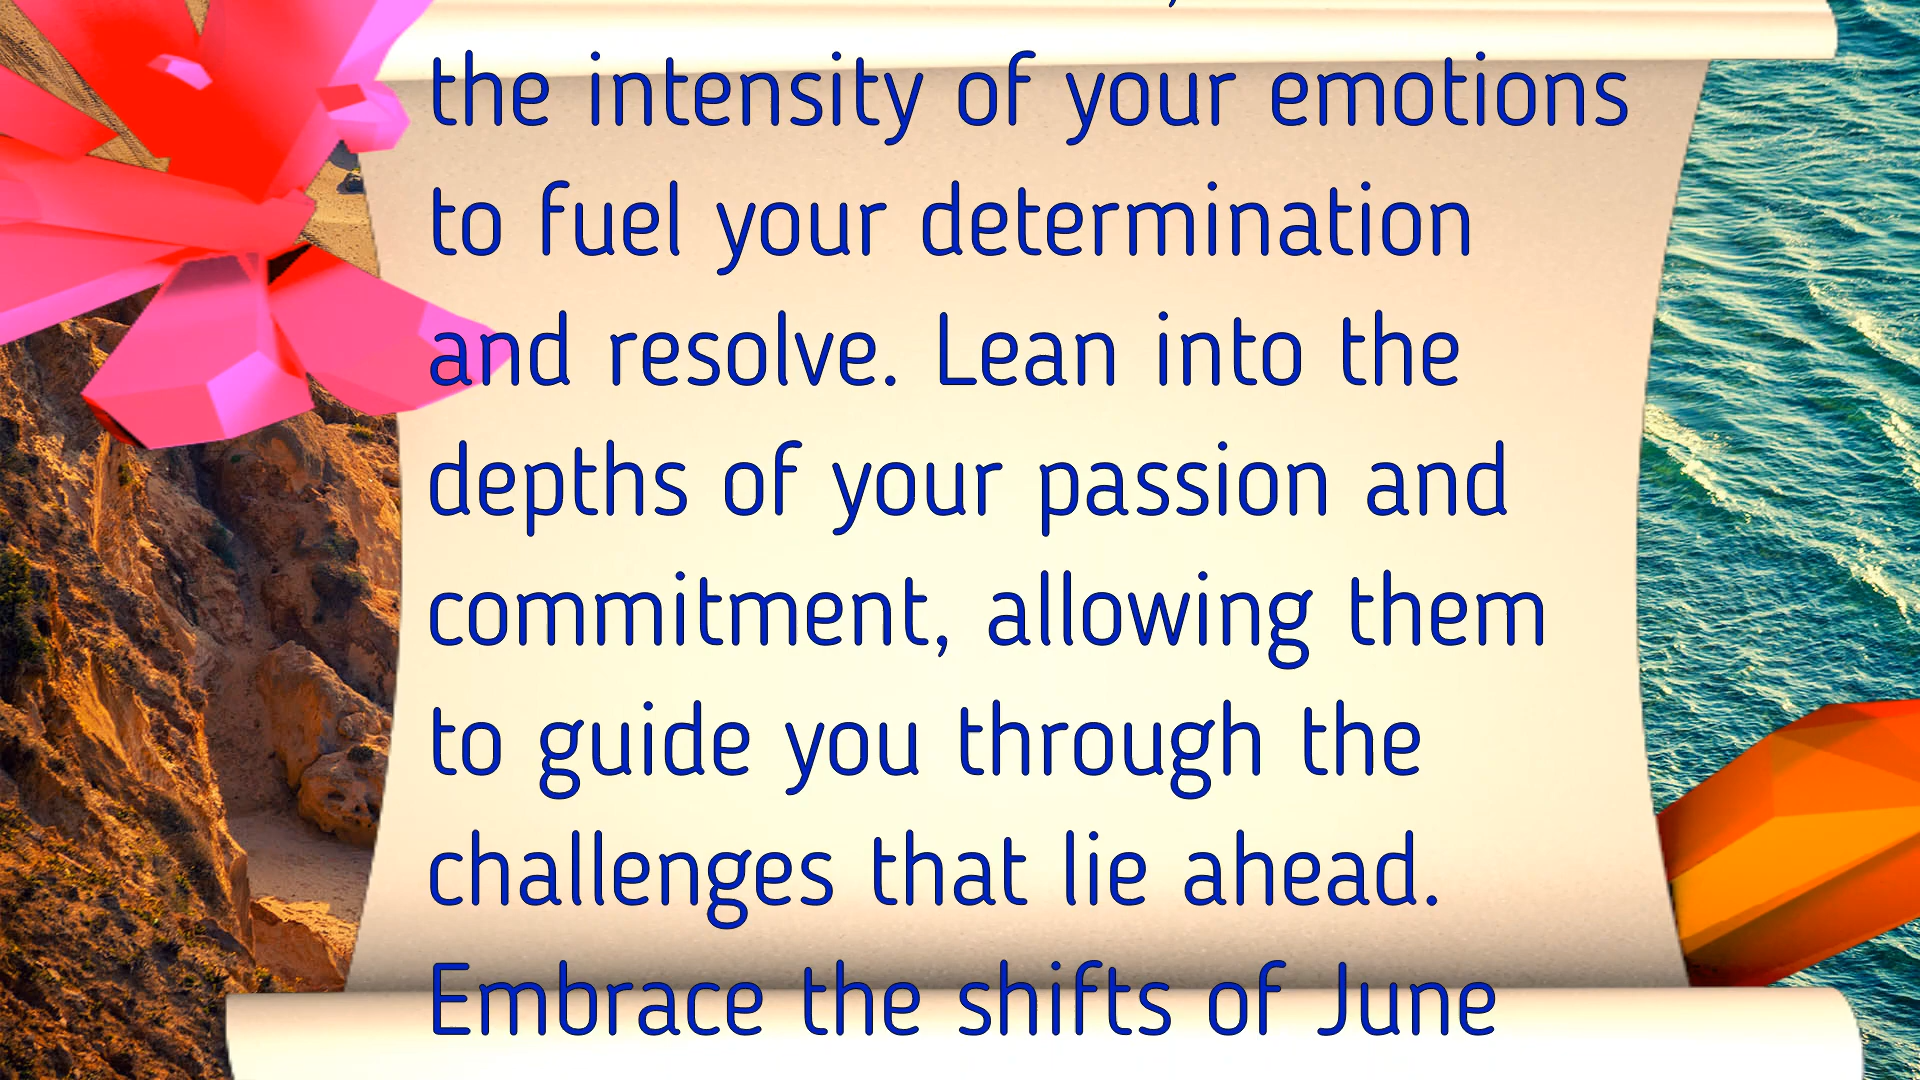 the intensity of your emotions
to fuel your determination
and resolve. Lean into the
depths of your passion and
commitment, allowing them
to guide you through the
challenges that lie ahead.
Embrace the shifts of June